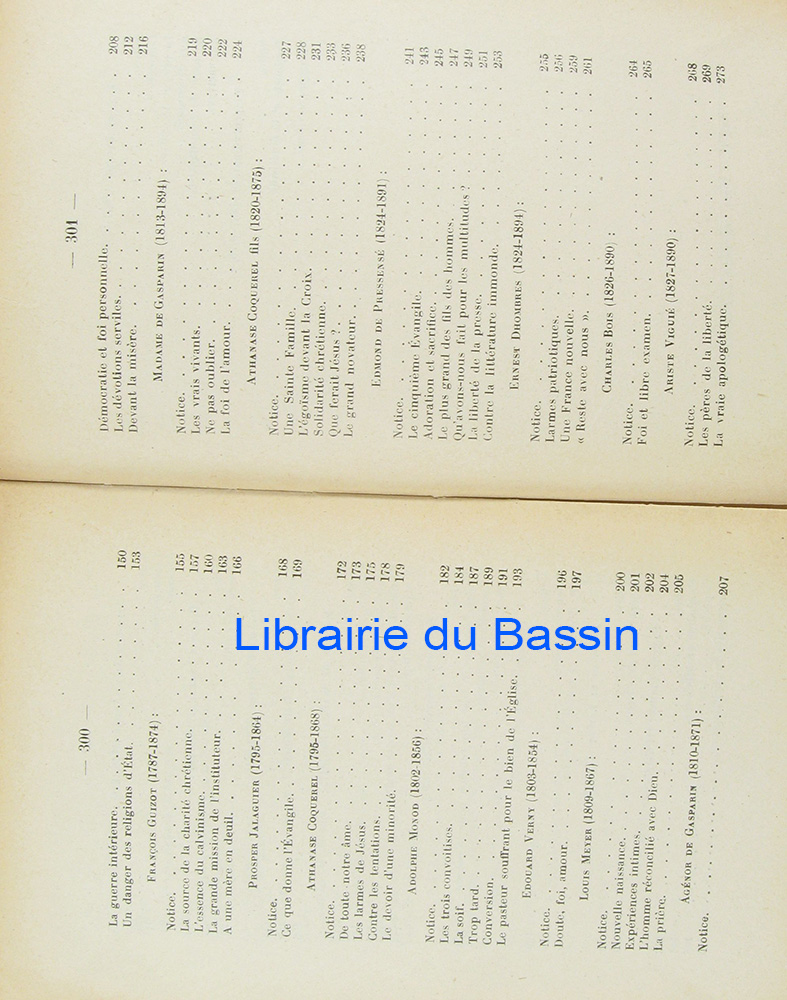 — 300 —
La guerre intérieure. . . . . . . . . . . . 150
Un danger des religions d'État. . . . . . . . 153
FRANÇOIS GUIZOT (1787-1874) :
Notice. . . . . . . . . . . . 155
La source de la charité chrétienne. . . . . . . . 157
L'essence du calvinisme. . . . . . . . . . 160
La grande mission de l'instituteur. . . . . . . . 163
A une mère en deuil. . . . . . . . . . 166
PROSPER JALAGUIER (1795-1864) :
Notice. . . . . . . . . . . . 168
Ce que donne l'Évangile. . . . . . . . . . 169
ATHANASE COQUEREL (1795-1868) :
Notice. . . . . . . . . . . . 172
De toute notre âme. . . . . . . . . . 173
Les larmes de Jésus. . . . . . . . . . 175
Contre les tentations. . . . . . . . . . 178
Le devoir d'une minorité. . . . . . . . . . 179
ADOLPHE MONOD (1802-1856) :
Notice. . . . . . . . . . . . 182
Les trois convoitises. . . . . . . . . . 184
La soif. . . . . . . . . . . . 187
Trop tard. . . . . . . . . . . . 189
Conversion. . . . . . . . . . . . 191
Le pasteur souffrant pour le bien de l'Église. . . . . 193
EDOUARD VERNY (1803-1854) :
Notice. . . . . . . . . . . . 196
Doute, foi, amour. . . . . . . . . . 197
LOUIS MEYER (1809-1867) :
Notice. . . . . . . . . . . . 200
Nouvelle naissance. . . . . . . . . . 201
Expériences intimes. . . . . . . . . . 202
L'homme réconcilié avec Dieu. . . . . . . . 204
La prière. . . . . . . . . . . . 205
AGÉNOR DE GASPARIN (1810-1871) :
Notice. . . . . . . . . . . . 207
— 301 —
Démocratie et foi personnelle. . . . . . . . 208
Les dévotions serviles. . . . . . . . . . 212
Devant la misère. . . . . . . . . . 216
MADAME DE GASPARIN (1813-1894) :
Notice. . . . . . . . . . . . 219
Les vrais vivants. . . . . . . . . . 220
Ne pas oublier. . . . . . . . . . 222
La foi de l'amour. . . . . . . . . . 224
ATHANASE COQUEREL fils (1820-1875) :
Notice. . . . . . . . . . . . 227
Une Sainte Famille. . . . . . . . . . 228
L'égoïsme devant la Croix. . . . . . . . . 231
Solidarité chrétienne. . . . . . . . . . 233
Que ferait Jésus ?. . . . . . . . . . 236
Le grand novateur. . . . . . . . . . 238
EDMOND DE PRESSENSÉ (1824-1891) :
Notice. . . . . . . . . . . . 241
Le cinquième Évangile. . . . . . . . . . 243
Adoration et sacrifice. . . . . . . . . . 245
Le plus grand des fils des hommes. . . . . . . 247
Qu'avons-nous fait pour les multitudes ? . . . . . 249
La liberté de la presse. . . . . . . . . . 251
Contre la littérature immonde. . . . . . . . 253
ERNEST DHOMBRES (1824-1894) :
Notice. . . . . . . . . . . . 255
Larmes patriotiques. . . . . . . . . . 256
Une France nouvelle. . . . . . . . . . 259
« Reste avec nous ». . . . . . . . . . 261
CHARLES BOIS (1826-1890) :
Notice. . . . . . . . . . . . 264
Foi et libre examen. . . . . . . . . . 265
ARISTE VIGUIÉ (1827-1890) :
Notice. . . . . . . . . . . . 268
Les pères de la liberté. . . . . . . . . . 269
La vraie apologétique. . . . . . . . . . 273
Librairie du Bassin